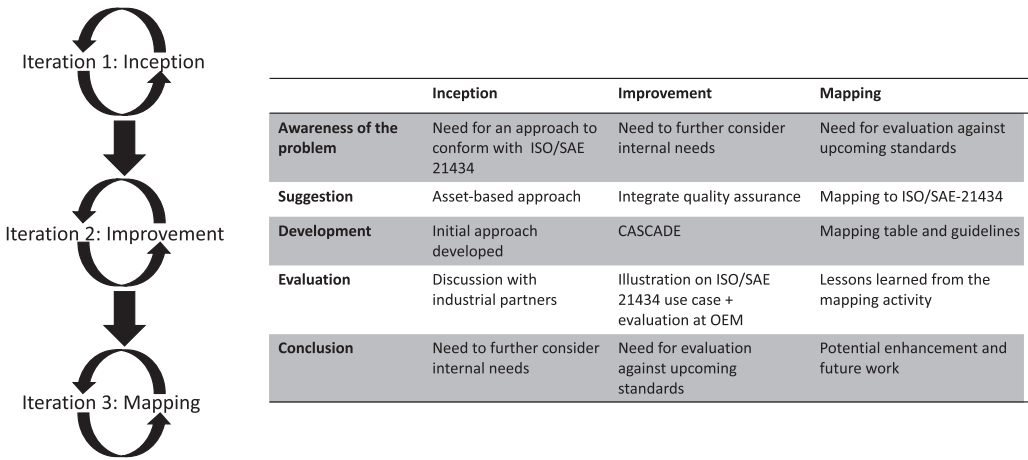 Iteration 1: Inception
Iteration 2: Improvement
Iteration 3: Mapping
Inception Improvement Mapping
Awareness of the Need for an approach to Need to further consider Need for evaluation against
problem conform with ISO/SAE internal needs upcoming standards
21434
Suggestion Asset-based approach Integrate quality assurance Mapping to ISO/SAE-21434
Development Initial approach CASCADE Mapping table and guidelines
developed
Evaluation Discussion with Illustration on ISO/SAE Lessons learned from the
industrial partners 21434 use case + mapping activity
evaluation at OEM
Conclusion Need to further consider Need for evaluation Potential enhancement and
internal needs against upcoming future work
standards